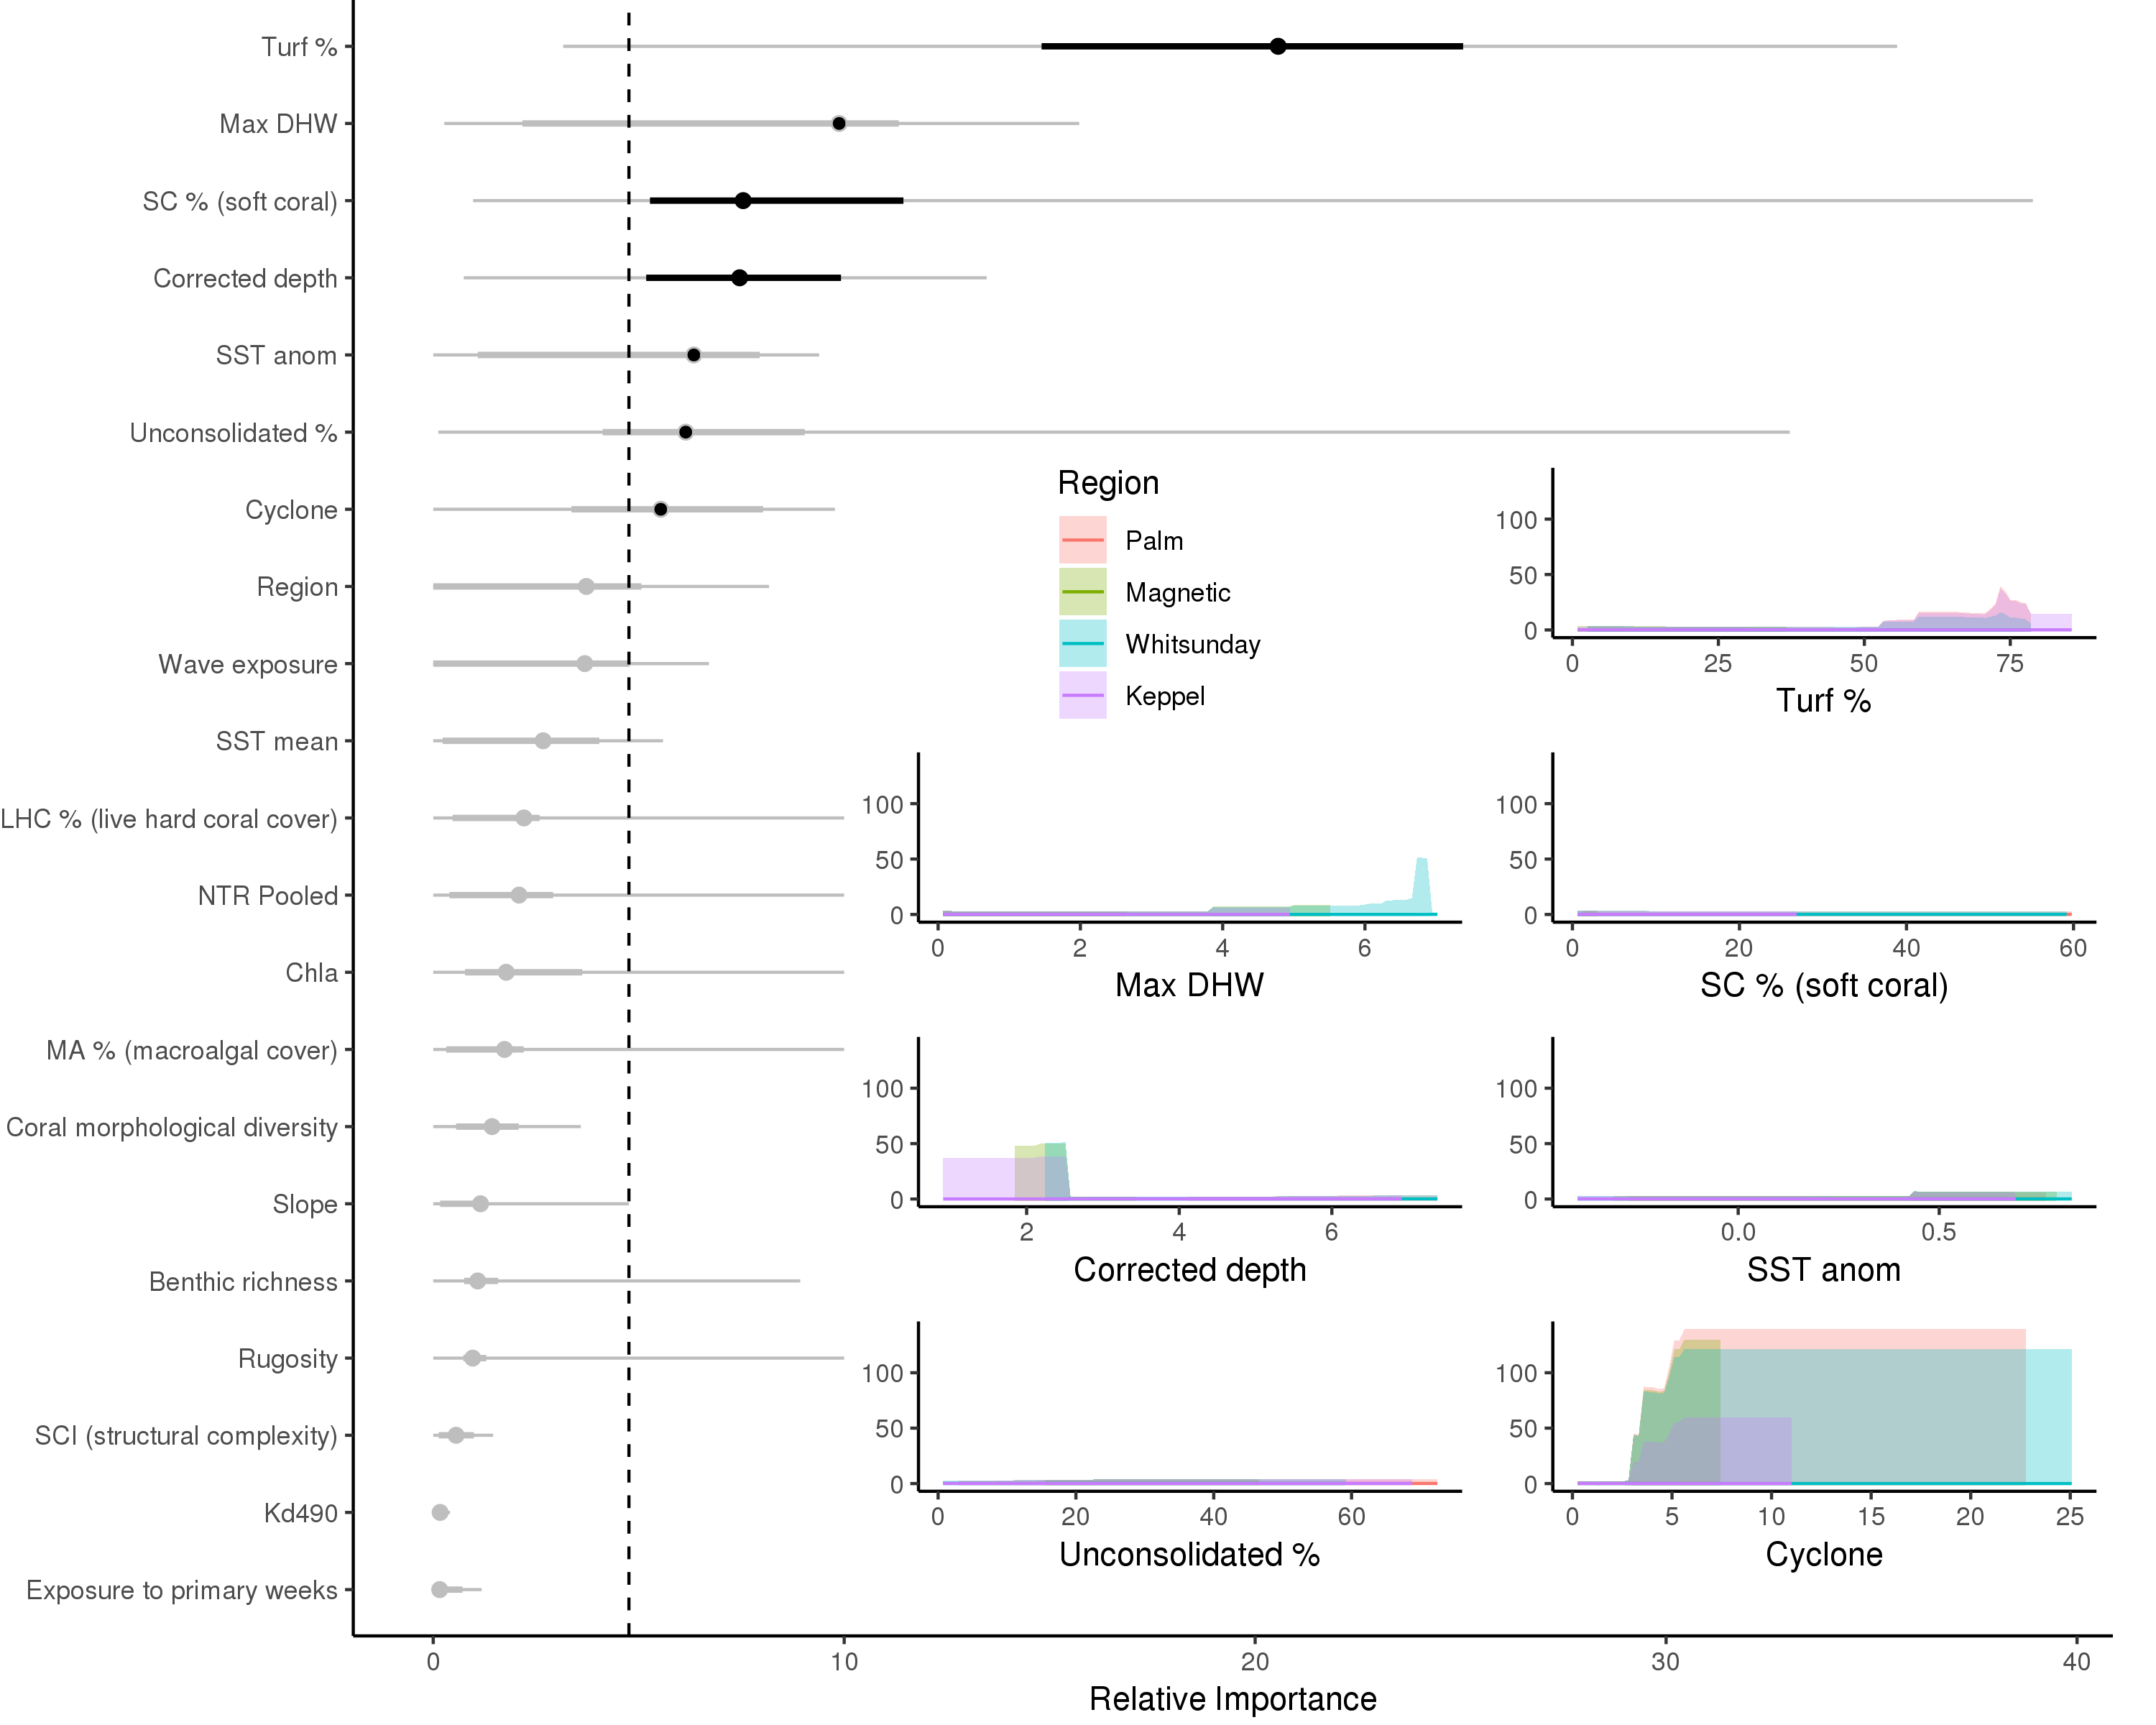 Turf %
Max DHW
SC % (soft coral)
Corrected depth
SST anom
Unconsolidated %
Cyclone
Region
Wave exposure
SST mean
LHC % (live hard coral cover)
NTR Pooled
Chla
MA % (macroalgal cover)
Coral morphological diversity
Slope
Benthic richness
Rugosity
SCI (structural complexity)
Kd490
Exposure to primary weeks
0 10 20 30 40
Relative Importance
Region
Palm
Magnetic
Whitsunday
Keppel
100
50
0
0 25 50 75
Turf %
100
50
0
0 2 4 6
Max DHW
100
50
0
0 20 40 60
SC % (soft coral)
100
50
0
2 4 6
Corrected depth
100
50
0
0.0 0.5
SST anom
100
50
0
0 20 40 60
Unconsolidated %
100
50
0
0 5 10 15 20 25
Cyclone